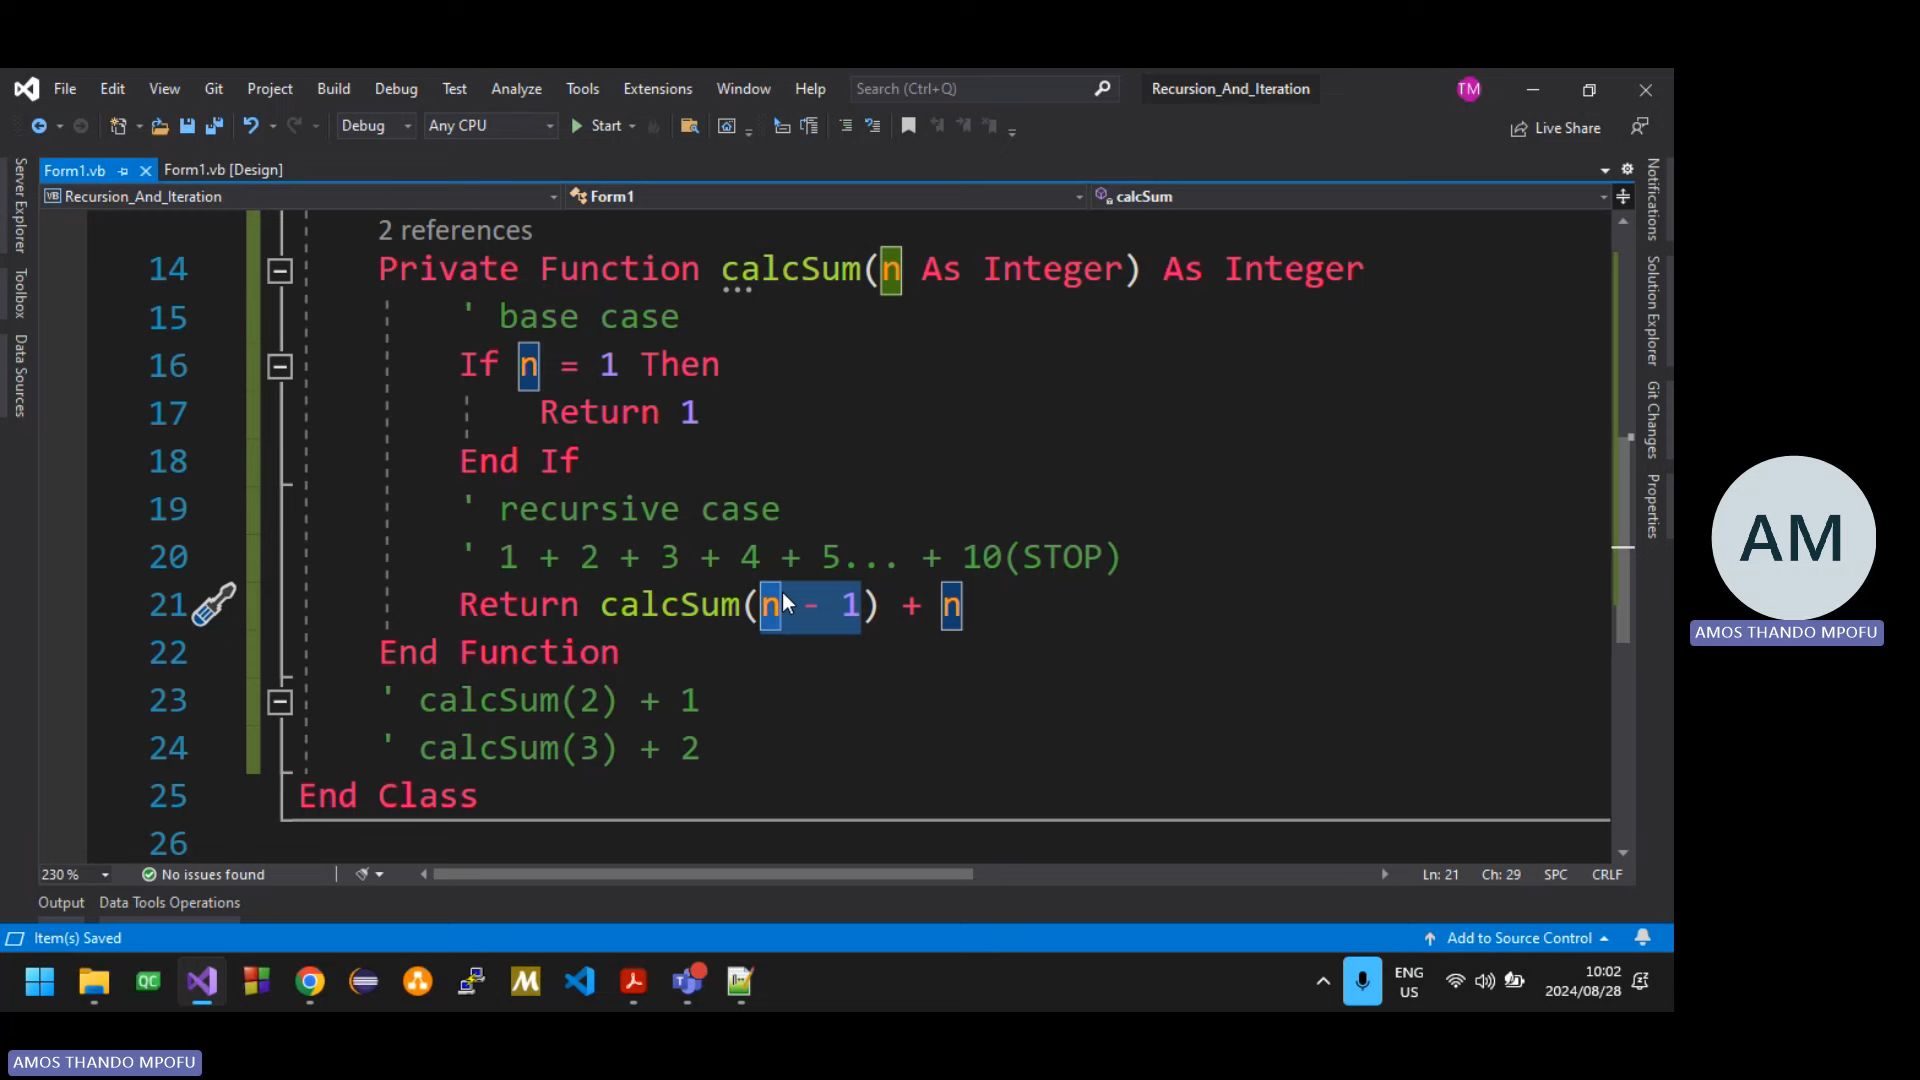 File Edit View Git Project Build Debug Test Analyze Tools Extensions Window Help Search (Ctrl+Q) Recursion_And_Iteration TM
Debug Any CPU Start Live Share
Form1.vb Form1.vb [Design]
Recursion_And_Iteration Form1 calcSum
Server Explorer
Toolbox
Data Sources
2 references
14 Private Function calcSum(n As Integer) As Integer
15 ' base case
16 If n = 1 Then
17 Return 1
18 End If
19 ' recursive case
20 ' 1 + 2 + 3 + 4 + 5... + 10(STOP)
21 Return calcSum(n - 1) + n
22 End Function
23 ' calcSum(2) + 1
24 ' calcSum(3) + 2
25 End Class
26
Notifications
Solution Explorer
Git Changes
Properties
230 % No issues found Ln: 21 Ch: 29 SPC CRLF
Output Data Tools Operations
Item(s) Saved Add to Source Control
QC
ENG
US
10:02
2024/08/28
AM
AMOS THANDO MPOFU
AMOS THANDO MPOFU